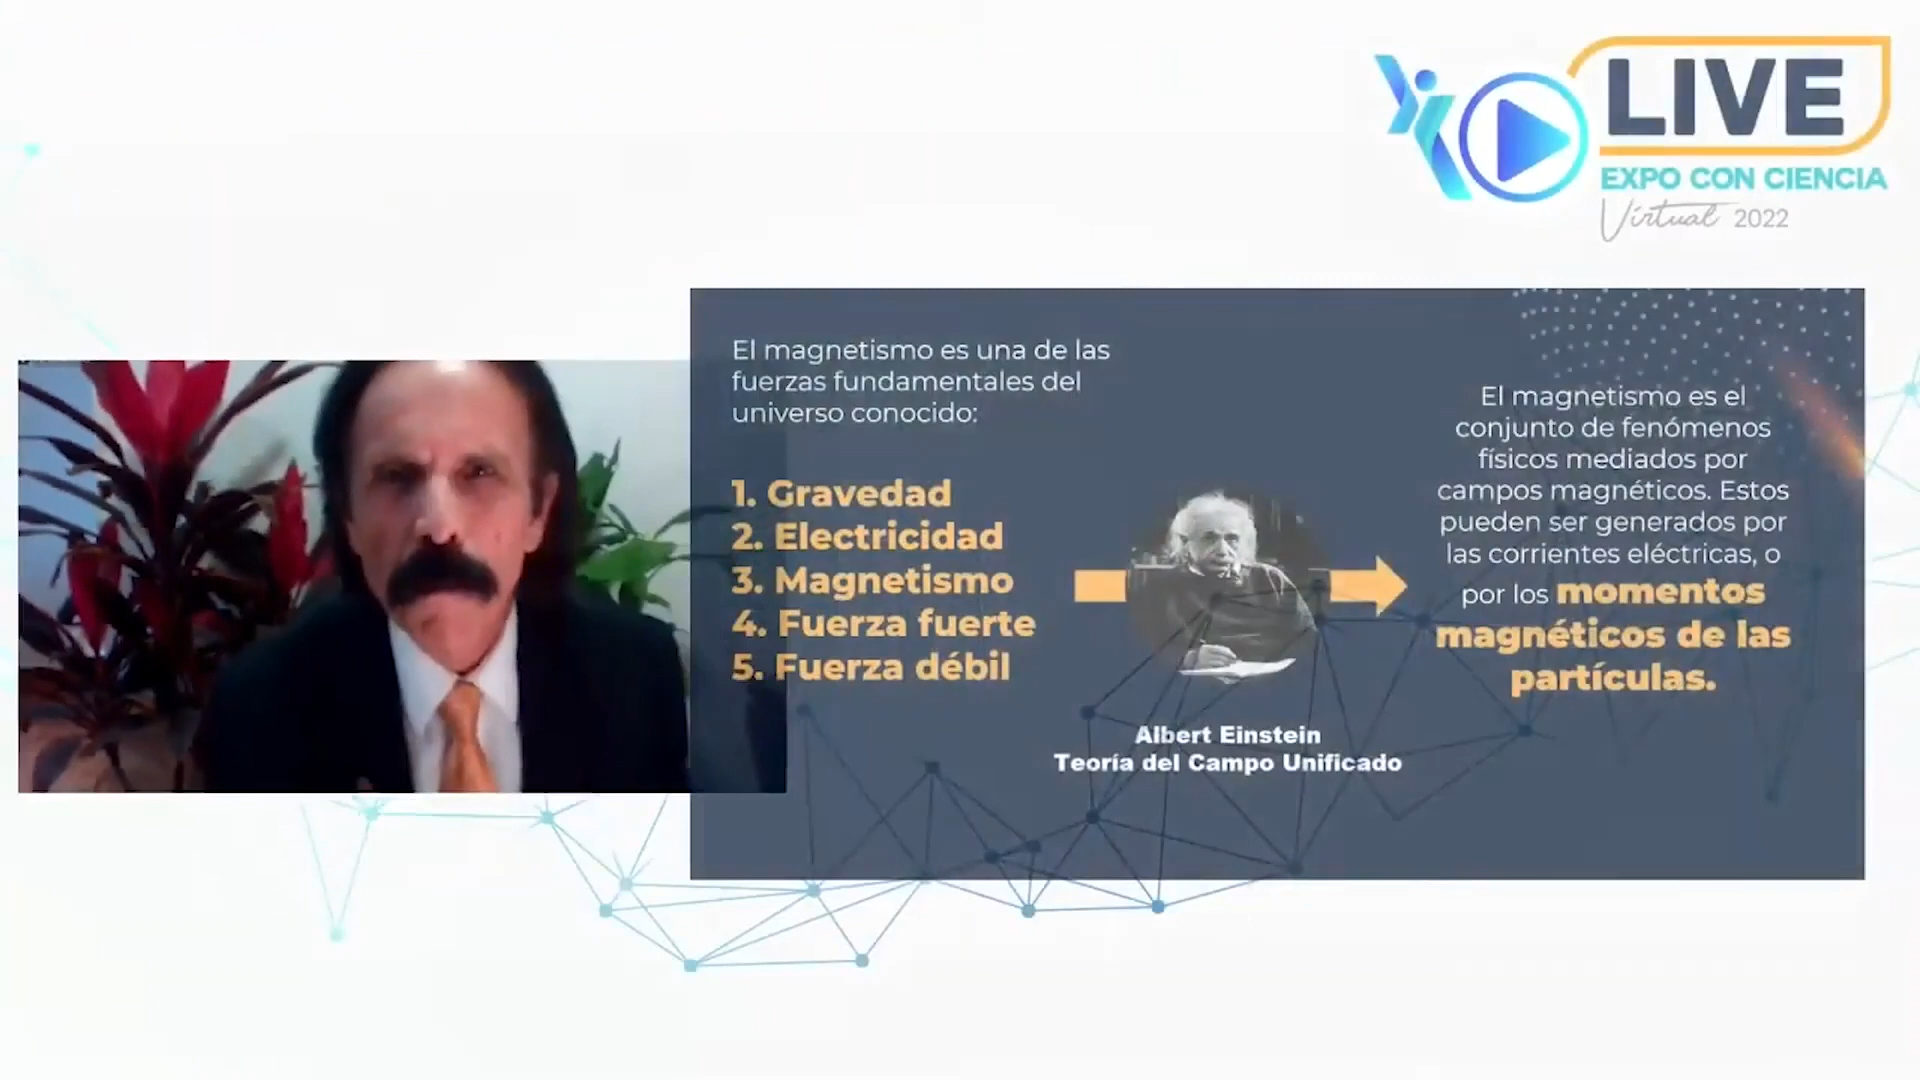 LIVE
EXPO CON CIENCIA
Virtual 2022
El magnetismo es una de las
fuerzas fundamentales del
universo conocido:
1. Gravedad
2. Electricidad
3. Magnetismo
4. Fuerza fuerte
5. Fuerza débil
Albert Einstein
Teoría del Campo Unificado
El magnetismo es el
conjunto de fenómenos
físicos mediados por
campos magnéticos. Estos
pueden ser generados por
las corrientes eléctricas, o
por los momentos
magnéticos de las
partículas.